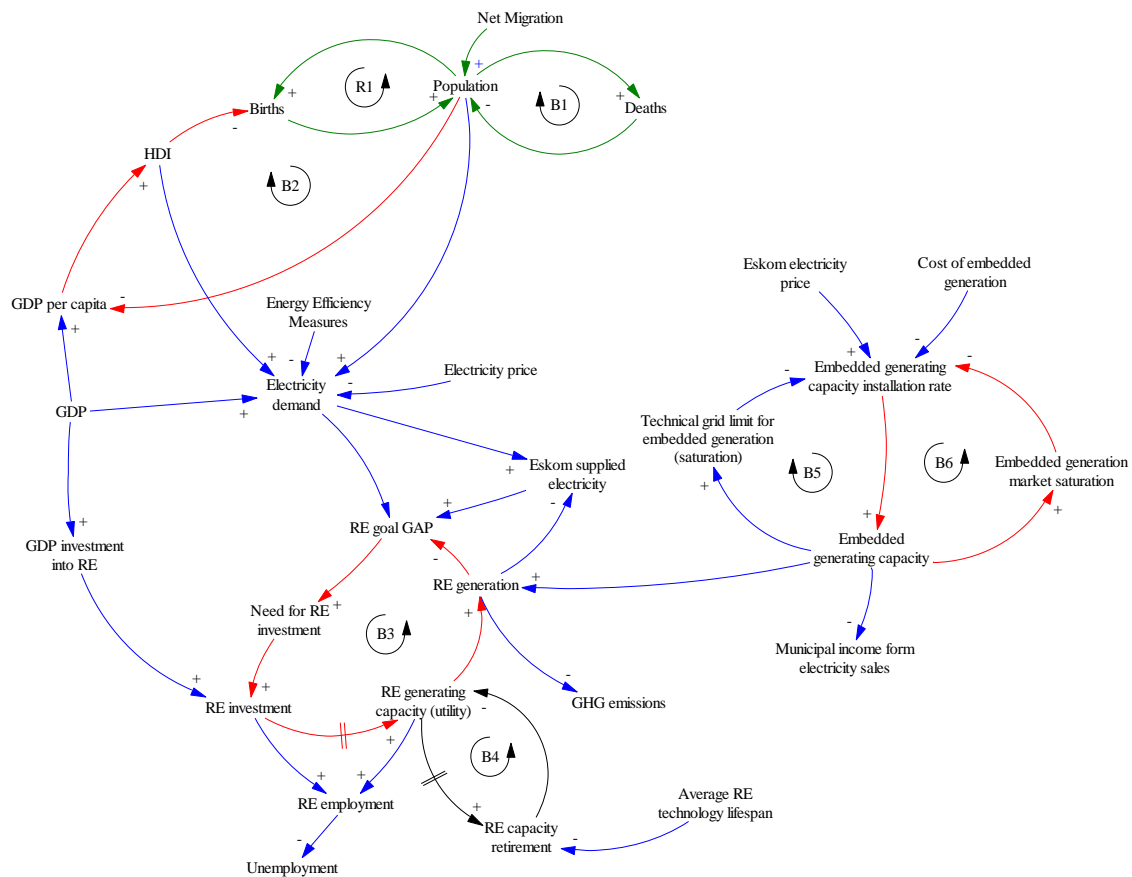 Net Migration
+
Population
R1
B1
+
+
-
+
Births
Deaths
-
HDI
+
B2
Eskom electricity
price
Cost of embedded
generation
GDP per capita
-
+
Energy Efficiency
Measures
+
-
+
-
Electricity
demand
Electricity price
+
-
-
-
Embedded generating
capacity installation rate
GDP
+
Technical grid limit for
embedded generation
(saturation)
B5
B6
Embedded generation
market saturation
+
Eskom supplied
electricity
+
-
+
+
+
RE goal GAP
-
+
GDP investment
into RE
Embedded
generating capacity
RE generation
+
+
Need for RE
investment
+
B3
-
Municipal income form
electricity sales
+
RE investment
+
RE generating
capacity (utility)
-
-
GHG emissions
+
B4
+
+
RE employment
+
RE capacity
retirement
-
Average RE
technology lifespan
-
Unemployment